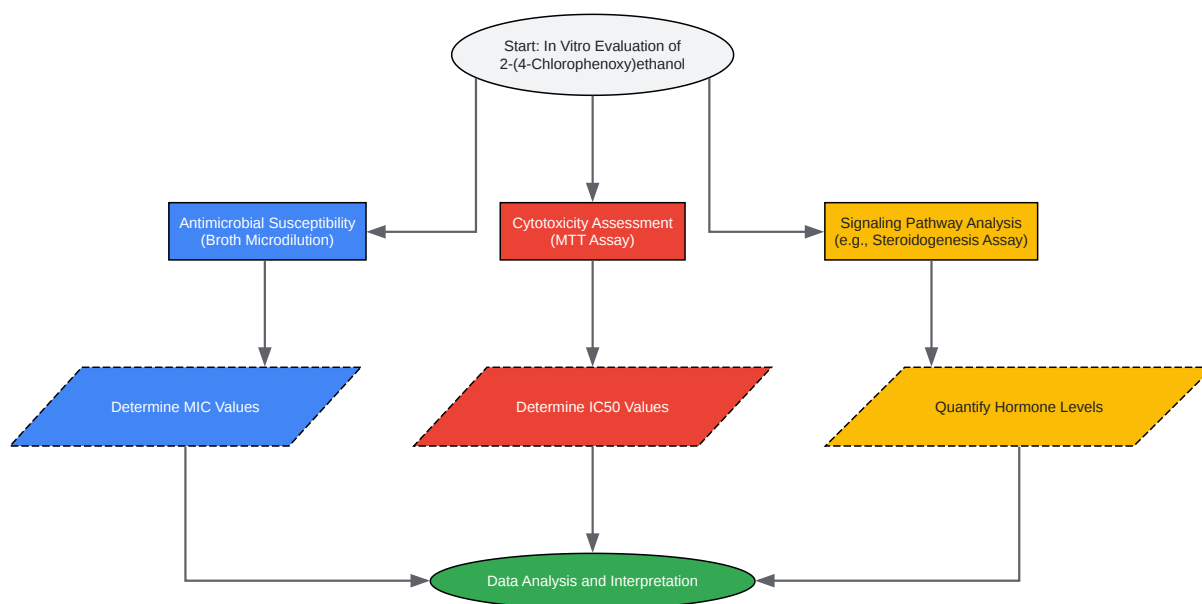 Start: In Vitro Evaluation of
2-(4-Chlorophenoxy)ethanol
Antimicrobial Susceptibility
(Broth Microdilution)
Cytotoxicity Assessment
(MTT Assay)
Signaling Pathway Analysis
(e.g., Steroidogenesis Assay)
Determine MIC Values
Determine IC50 Values
Quantify Hormone Levels
Data Analysis and Interpretation